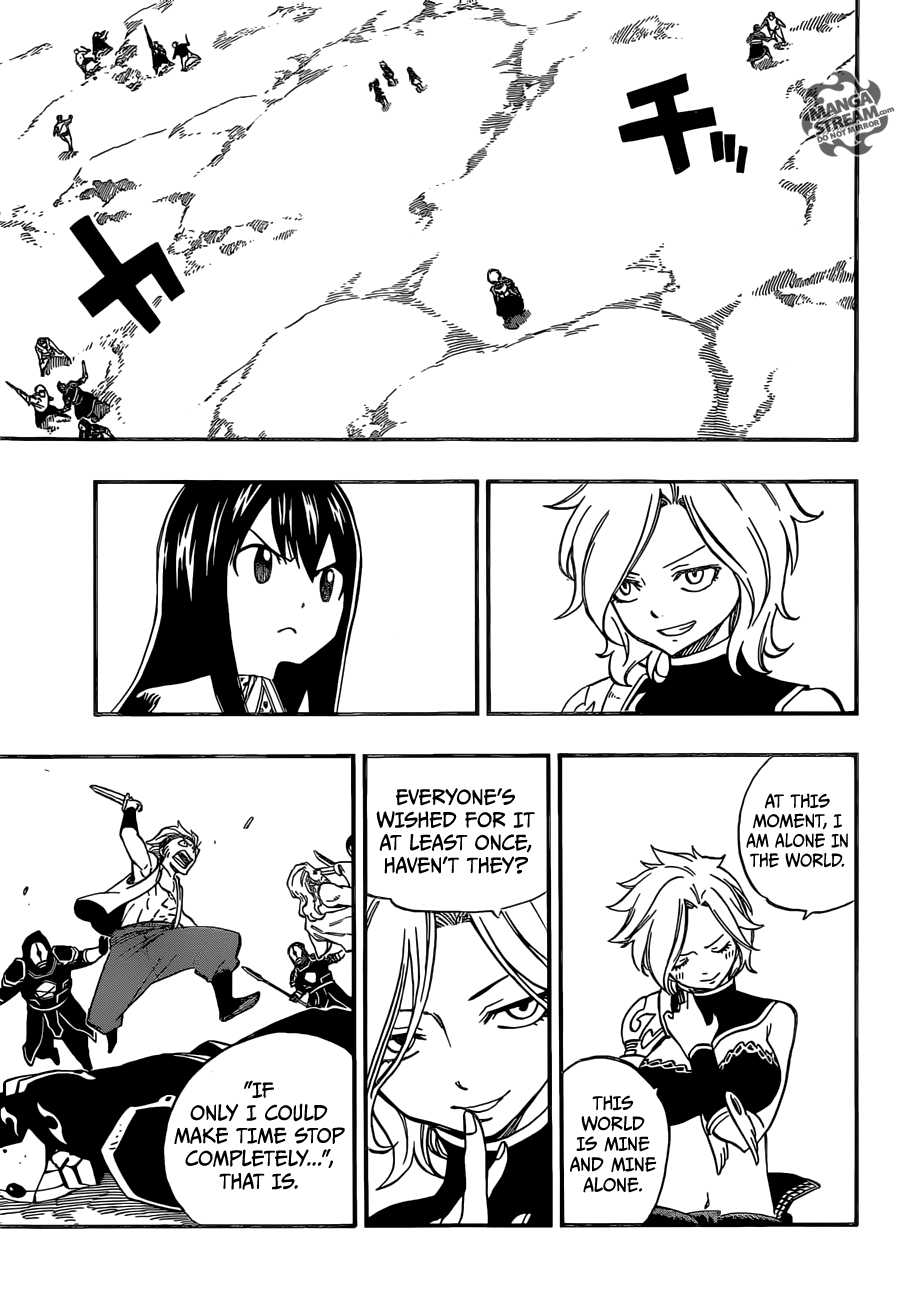 MANGA
STREAM.com
DO NOT MIRROR
チッ
カ
AT THIS
MOMENT, I
AM ALONE IN
THE WORLD.
THIS
WORLD
IS MINE
AND MINE
ALONE.
EVERYONE'S
WISHED FOR IT
AT LEAST ONCE,
HAVEN'T THEY?
"IF
ONLY I COULD
MAKE TIME STOP
COMPLETELY...",
THAT IS.